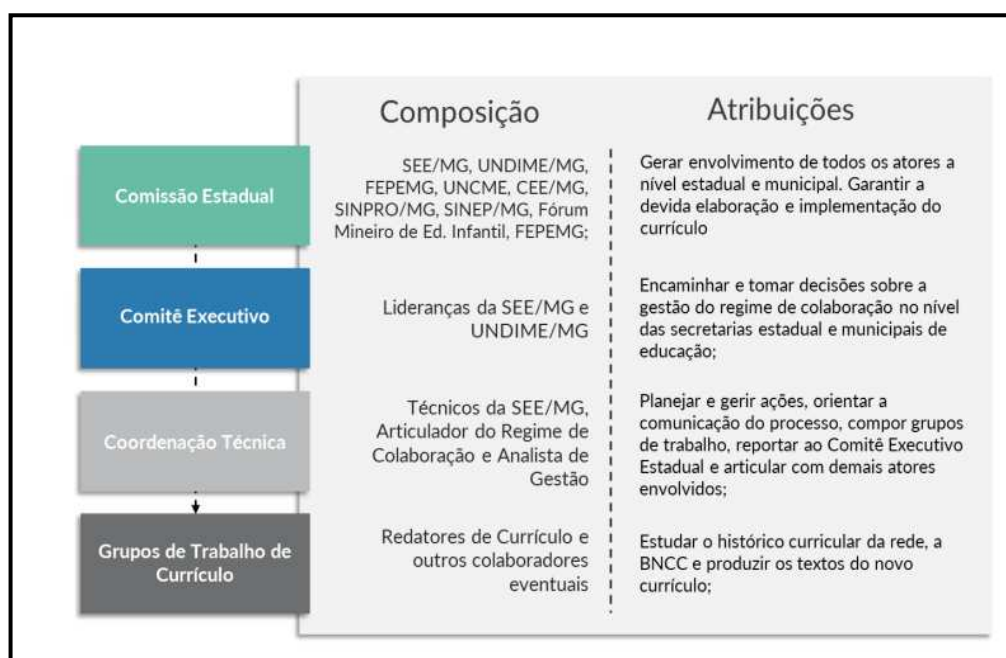 Composição
Atribuições
Comissão Estadual
SEE/MG, UNDIME/MG,
FEPEMG, UNCME, CEE/MG,
SINPRO/MG, SINEP/MG, Fórum
Mineiro de Ed. Infantil, FEPEMG;
Gerar envolvimento de todos os atores a
nível estadual e municipal. Garantir a
devida elaboração e implementação do
currículo
Comitê Executivo
Lideranças da SEE/MG e
UNDIME/MG
Encaminhar e tomar decisões sobre a
gestão do regime de colaboração no nível
das secretarias estadual e municipais de
educação;
Coordenação Técnica
Técnicos da SEE/MG,
Articulador do Regime de
Colaboração e Analista de
Gestão
Planejar e gerir ações, orientar a
comunicação do processo, compor grupos
de trabalho, reportar ao Comitê Executivo
Estadual e articular com demais atores
envolvidos;
Grupos de Trabalho de
Currículo
Redatores de Currículo e
outros colaboradores
eventuais
Estudar o histórico curricular da rede, a
BNCC e produzir os textos do novo
currículo;